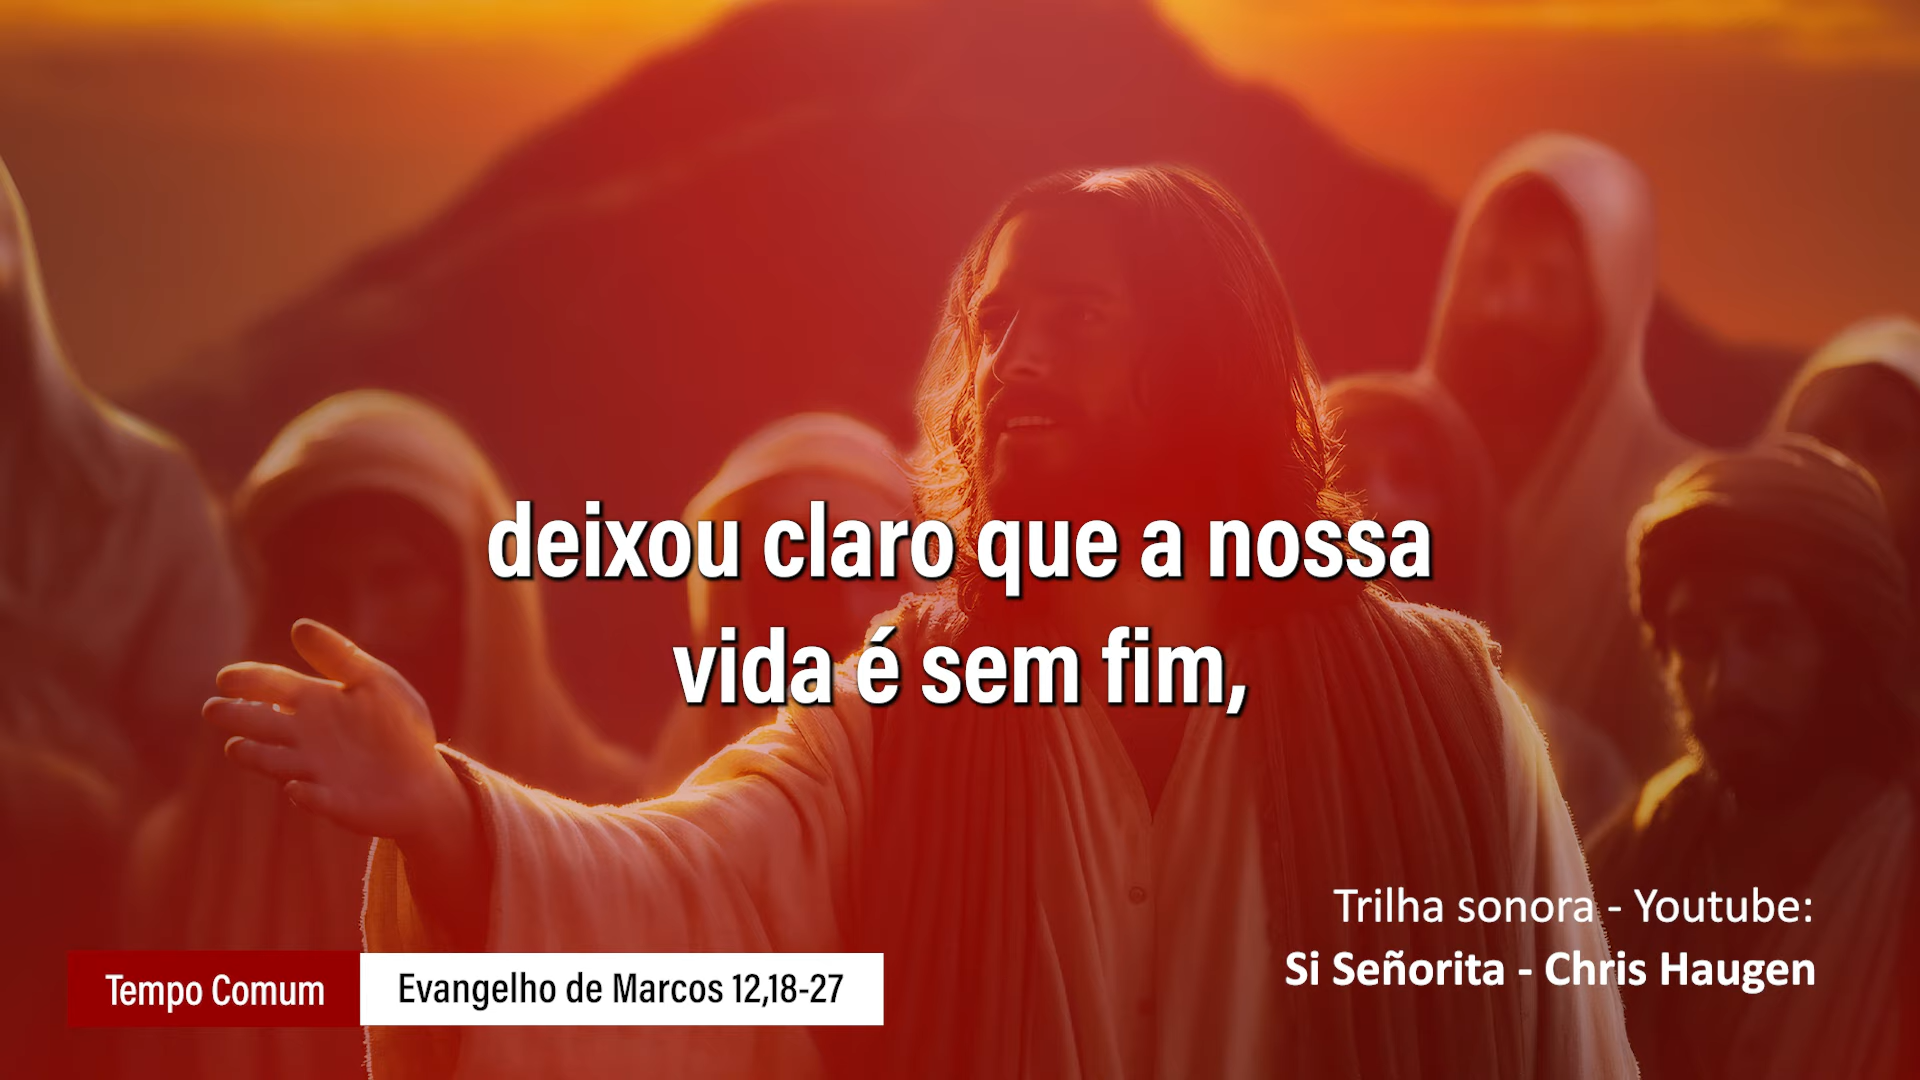 deixou claro que a nossa
vida é sem fim,
Trilha sonora - Youtube:
Si Señorita - Chris Haugen
Tempo Comum
Evangelho de Marcos 12,18-27